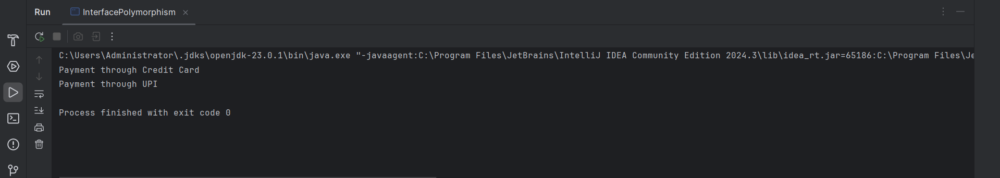 Run
InterfacePolymorphism
C:\Users\Administrator\.jdks\openjdk-23.0.1\bin\java.exe "-javaagent:C:\Program Files\JetBrains\IntelliJ IDEA Community Edition 2024.3\lib\idea_rt.jar=65186:C:\Program Files\Je
Payment through Credit Card
Payment through UPI
Process finished with exit code 0